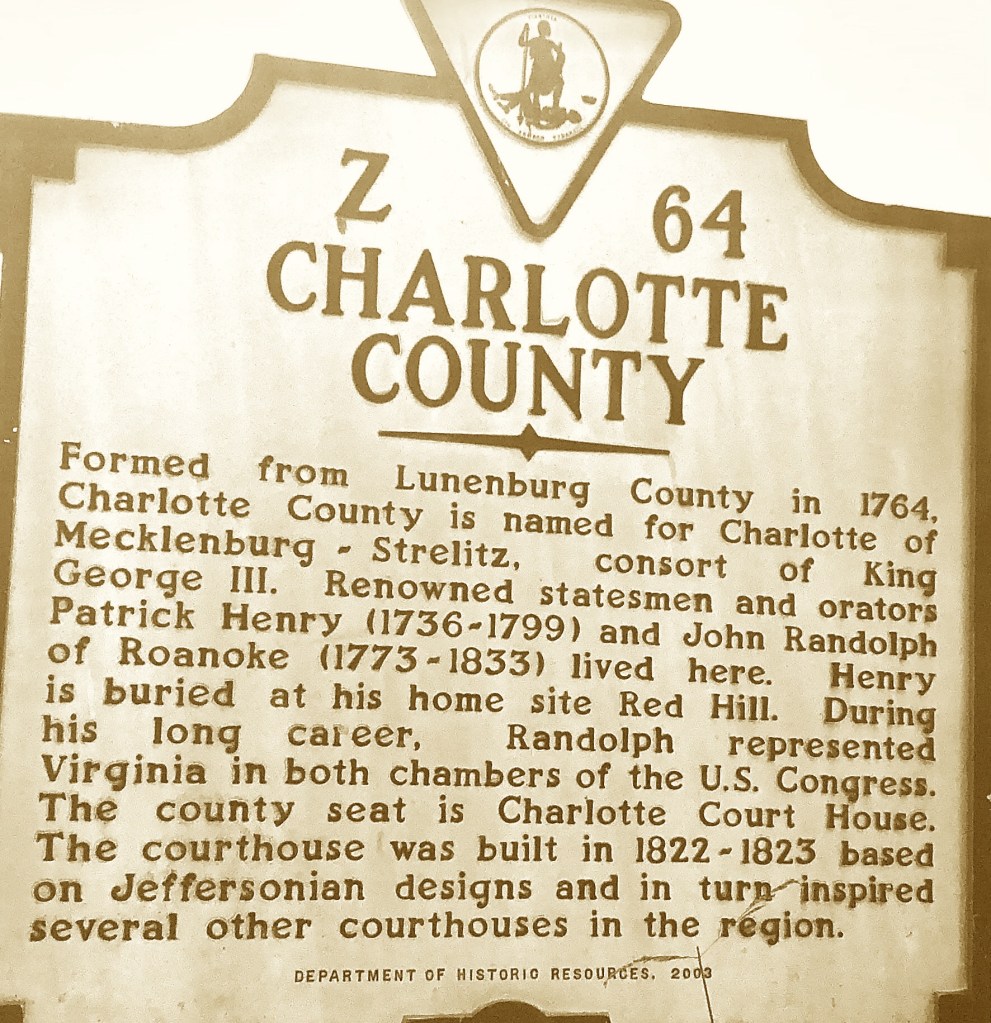 VIRGINIA
Z 64
CHARLOTTE
COUNTY
Formed from Lunenburg County in 1764,
Charlotte County is named for Charlotte of
Mecklenburg - Strelitz, consort of King
George III. Renowned statesmen and orators
Patrick Henry (1736-1799) and John Randolph
of Roanoke (1773-1833) lived here. Henry
is buried at his home site Red Hill. During
his long career, Randolph represented
Virginia in both chambers of the U.S. Congress.
The county seat is Charlotte Court House.
The courthouse was built in 1822-1823 based
on Jeffersonian designs and in turn inspired
several other courthouses in the region.
DEPARTMENT OF HISTORIC RESOURCES, 2003